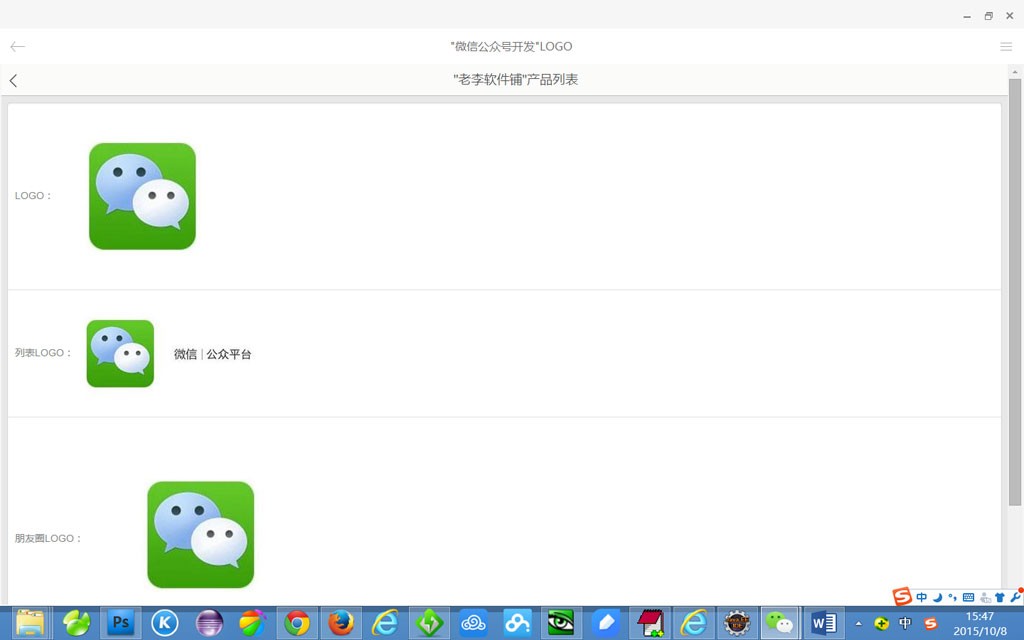 "微信公众号开发"LOGO
"老李软件铺"产品列表
LOGO：
列表LOGO：
微信 | 公众平台
朋友圈LOGO：
中
Ps
K
W
中
15:47
2015/10/8